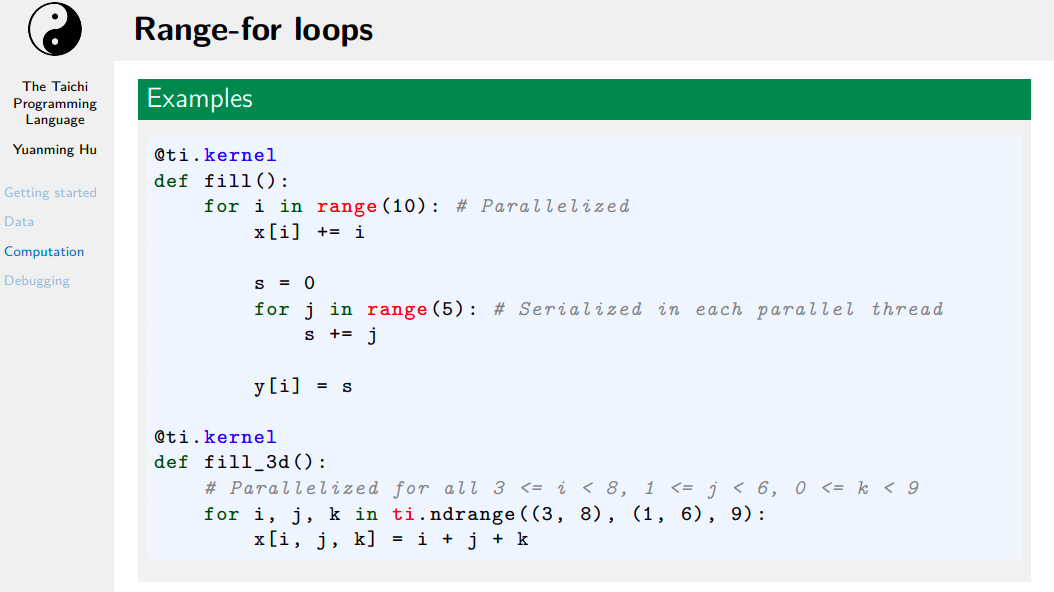 Range-for loops
The Taichi
Programming
Language
Yuanming Hu
Getting started
Data
Computation
Debugging
Examples
@ti.kernel
def fill():
    for i in range(10): # Parallelized
        x[i] += i

        s = 0
        for j in range(5): # Serialized in each parallel thread
            s += j

        y[i] = s

@ti.kernel
def fill_3d():
    # Parallelized for all 3 <= i < 8, 1 <= j < 6, 0 <= k < 9
    for i, j, k in ti.ndrange((3, 8), (1, 6), 9):
        x[i, j, k] = i + j + k